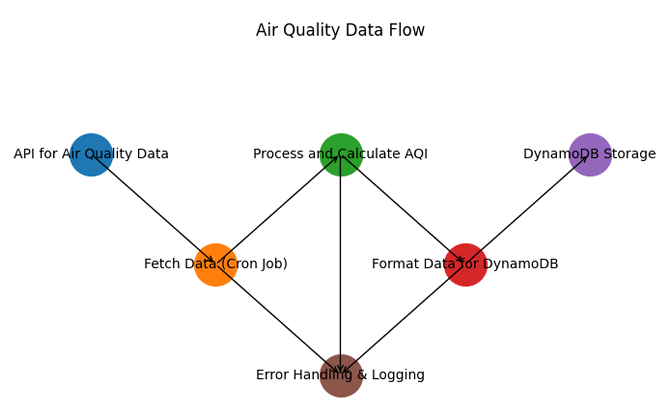 Air Quality Data Flow
API for Air Quality Data
Process and Calculate AQI
DynamoDB Storage
Fetch Data (Cron Job)
Format Data for DynamoDB
Error Handling & Logging